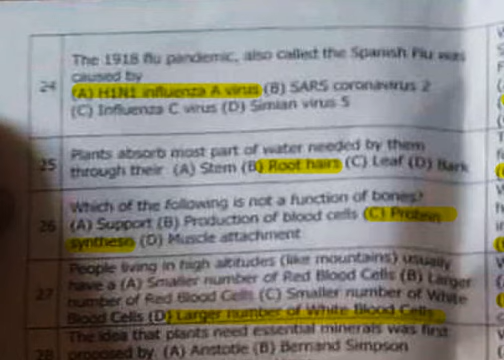 24
The 1918 flu pandemic, also called the Spanish Flu was
caused by
(A) H1N1 influenza A virus (B) SARS coronavirus 2
(C) Influenza C virus (D) Simian virus 5
25
Plants absorb most part of water needed by them
through their (A) Stem (B) Root hairs (C) Leaf (D) Bark
26
Which of the following is not a function of bones?
(A) Support (B) Production of blood cells (C) Protein
synthesis (D) Muscle attachment
27
People living in high altitudes (like mountains) usually
have a (A) Smaller number of Red Blood Cells (B) Larger
number of Red Blood Cells (C) Smaller number of White
Blood Cells (D) Larger number of White Blood Cells
28
The idea that plants need essential minerals was first
proposed by (A) Aristotle (B) Bernand Simpson